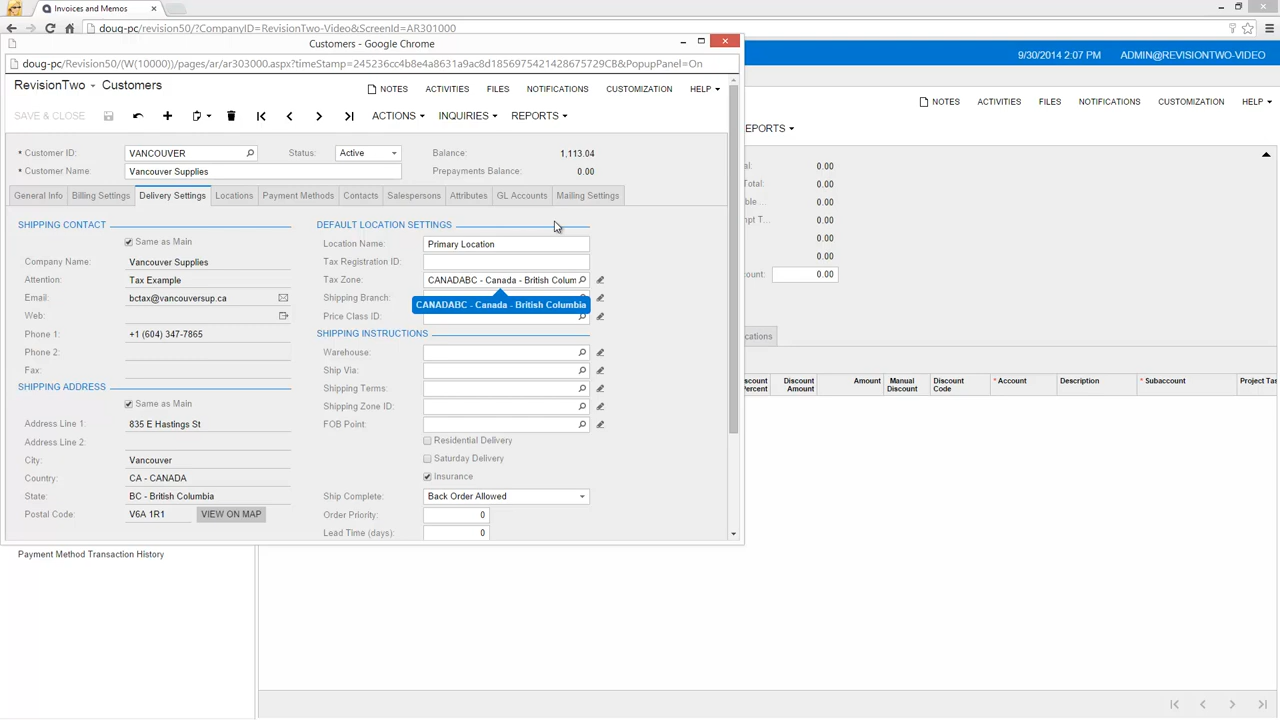 Invoices and Memos
doug-pc/revision50/?CompanyID=RevisionTwo-Video&ScreenId=AR301000
Customers - Google Chrome
doug-pc/Revision50/(W(10000))/pages/ar/ar303000.aspx?timeStamp=245236cc4b8e4a8631a9ac8d1856975421428675729CB&PopupPanel=On
9/30/2014 2:07 PM ADMIN@REVISIONTWO-VIDEO
RevisionTwo Customers
NOTES ACTIVITIES FILES NOTIFICATIONS CUSTOMIZATION HELP
NOTES ACTIVITIES FILES NOTIFICATIONS CUSTOMIZATION HELP
SAVE & CLOSE ACTIONS INQUIRIES REPORTS
EPORTS
* Customer ID: VANCOUVER Status: Active Balance: 1,113.04
* Customer Name: Vancouver Supplies Prepayments Balance: 0.00
al: 0.00
Total: 0.00
ble ... 0.00
mpt T... 0.00
0.00
0.00
ount: 0.00
General Info Billing Settings Delivery Settings Locations Payment Methods Contacts Salespersons Attributes GL Accounts Mailing Settings
SHIPPING CONTACT
Same as Main
Company Name: Vancouver Supplies
Attention: Tax Example
Email: bctax@vancouversup.ca
Web:
Phone 1: +1 (604) 347-7865
Phone 2:
Fax:
SHIPPING ADDRESS
Same as Main
Address Line 1: 835 E Hastings St
Address Line 2:
City: Vancouver
Country: CA - CANADA
State: BC - British Columbia
Postal Code: V6A 1R1 VIEW ON MAP
DEFAULT LOCATION SETTINGS
Location Name: Primary Location
Tax Registration ID:
Tax Zone: CANADABC - Canada - British Colum
Shipping Branch:
CANADABC - Canada - British Columbia
Price Class ID:
SHIPPING INSTRUCTIONS
Warehouse:
Ship Via:
Shipping Terms:
Shipping Zone ID:
FOB Point:
Residential Delivery
Saturday Delivery
Insurance
Ship Complete: Back Order Allowed
Order Priority: 0
Lead Time (days): 0
cations
scount Percent
Discount Amount
Amount
Manual Discount
Discount Code
* Account
Description
* Subaccount
Project Tas
Payment Method Transaction History